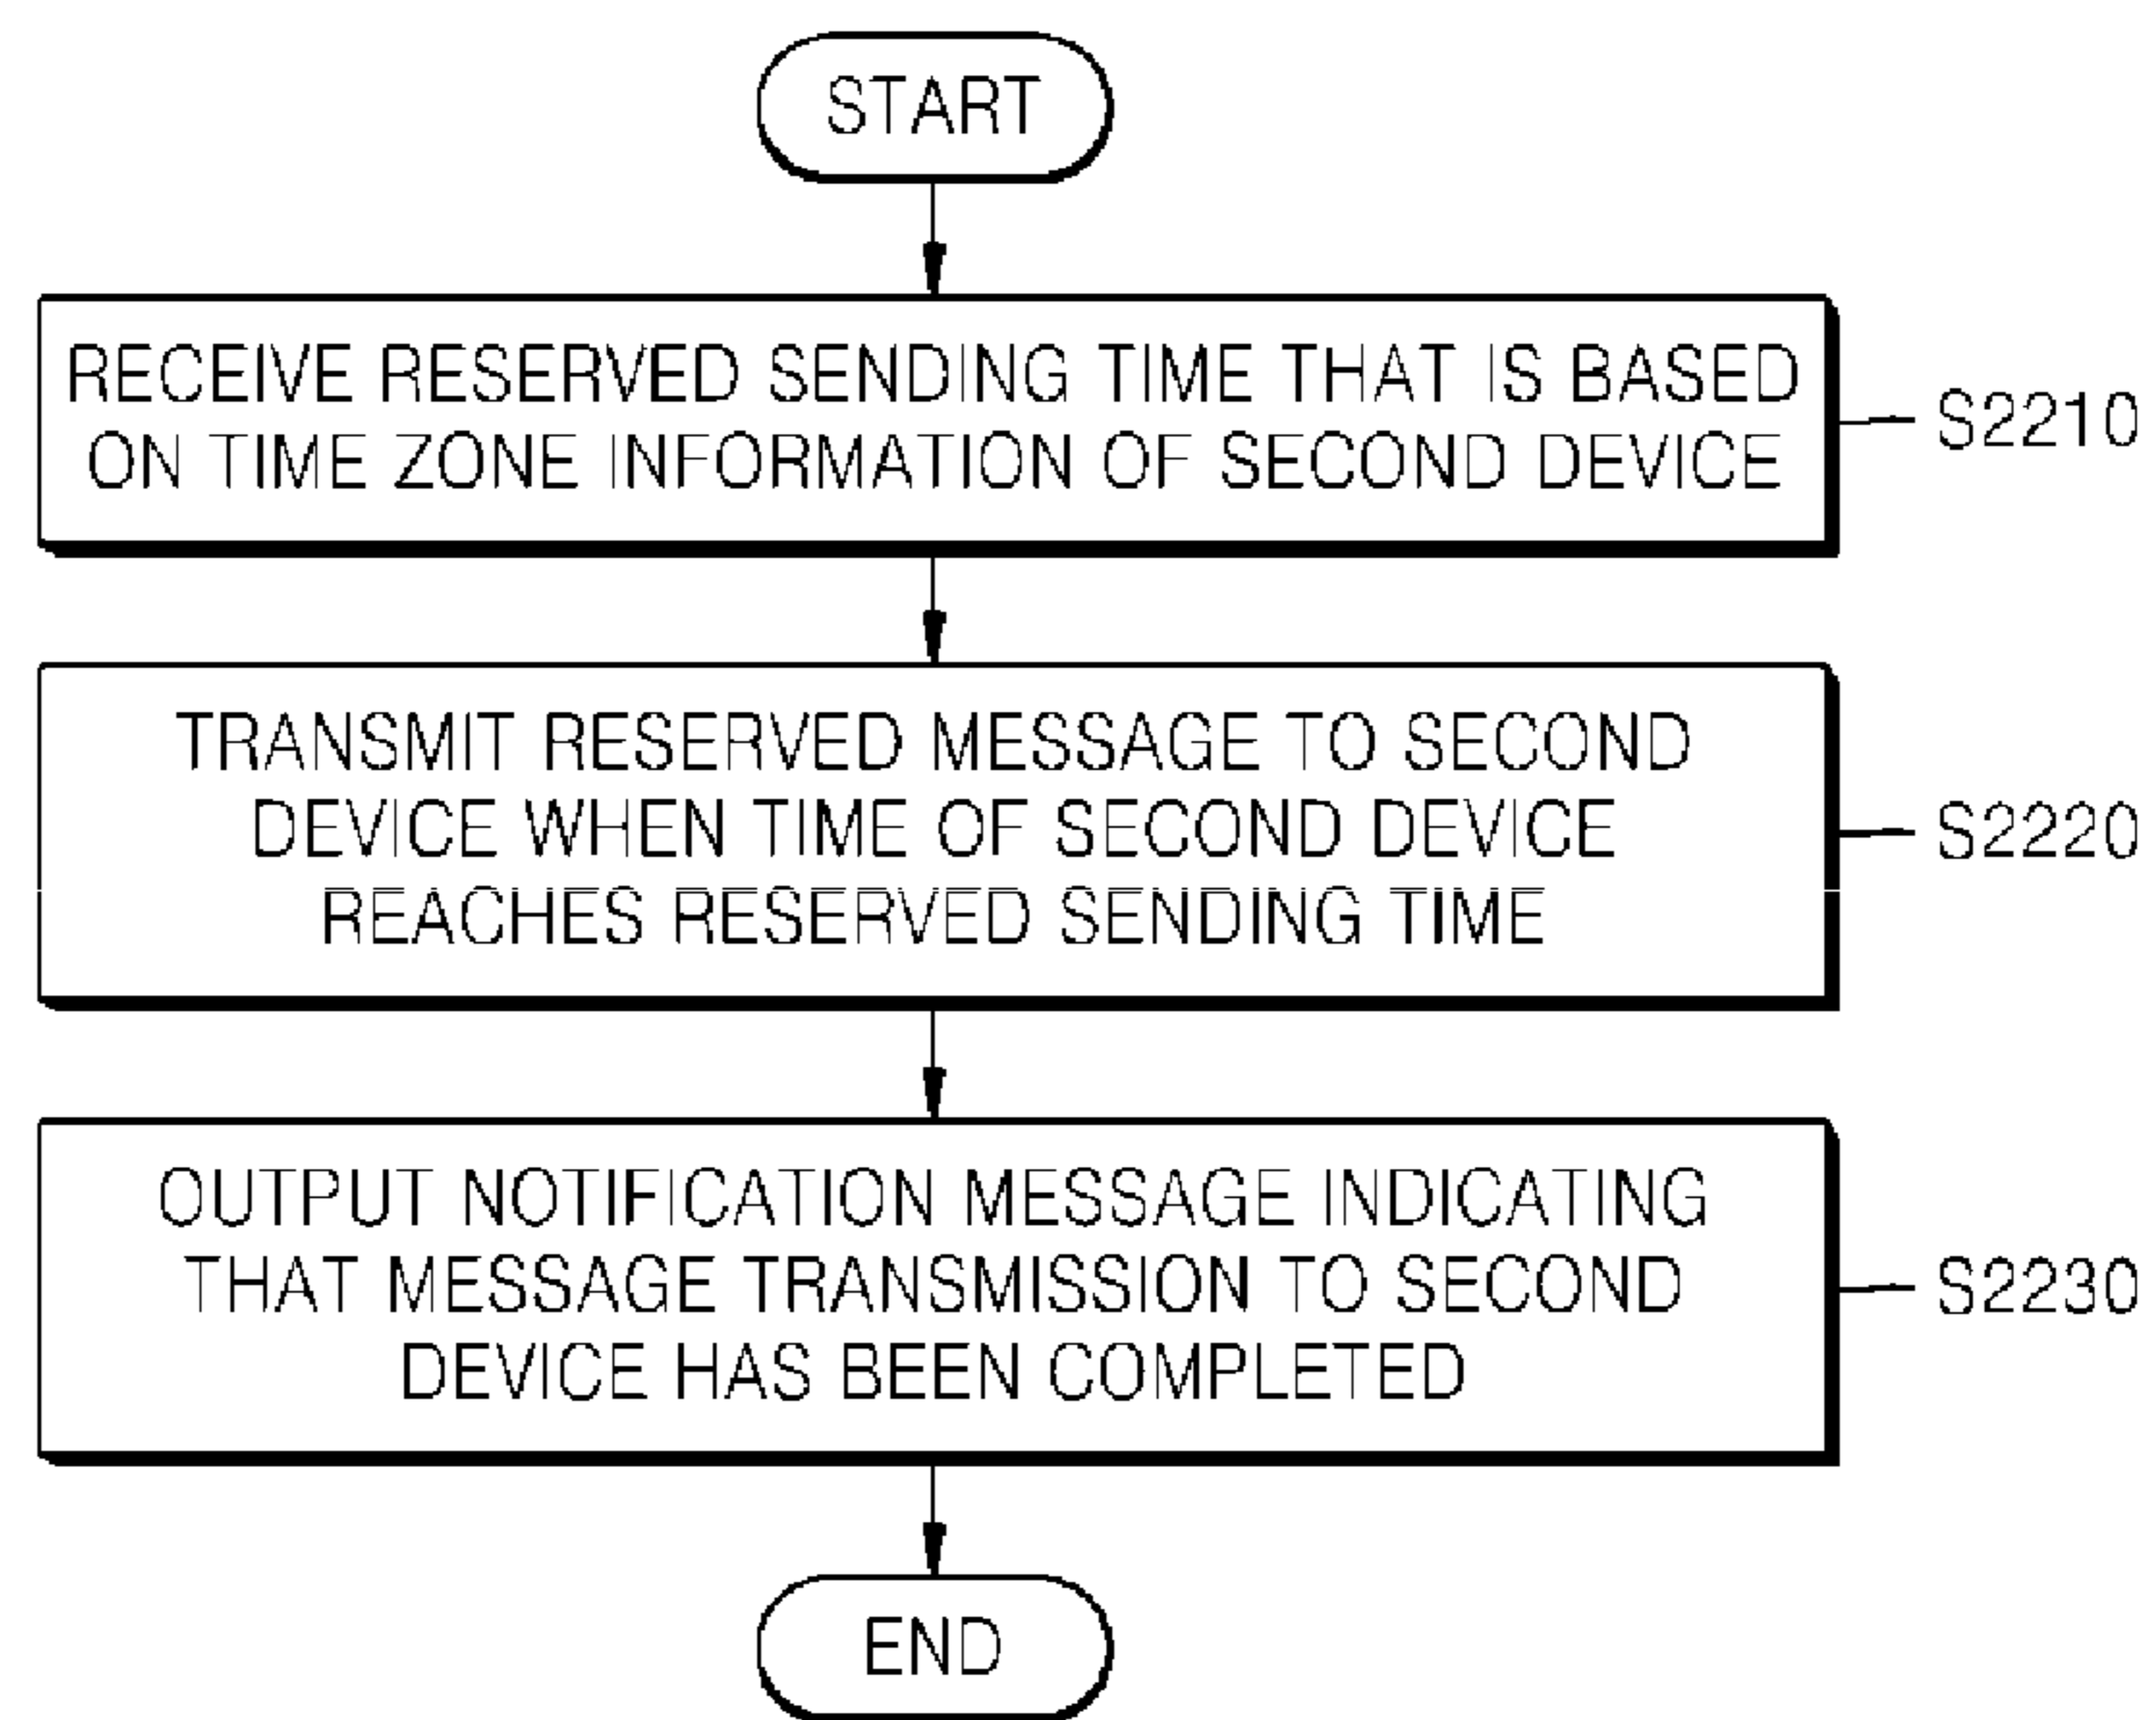 START
RECEIVE RESERVED SENDING TIME THAT IS BASED
ON TIME ZONE INFORMATION OF SECOND DEVICE
S2210
TRANSMIT RESERVED MESSAGE TO SECOND
DEVICE WHEN TIME OF SECOND DEVICE
REACHES RESERVED SENDING TIME
S2220
OUTPUT NOTIFICATION MESSAGE INDICATING
THAT MESSAGE TRANSMISSION TO SECOND
DEVICE HAS BEEN COMPLETED
S2230
END